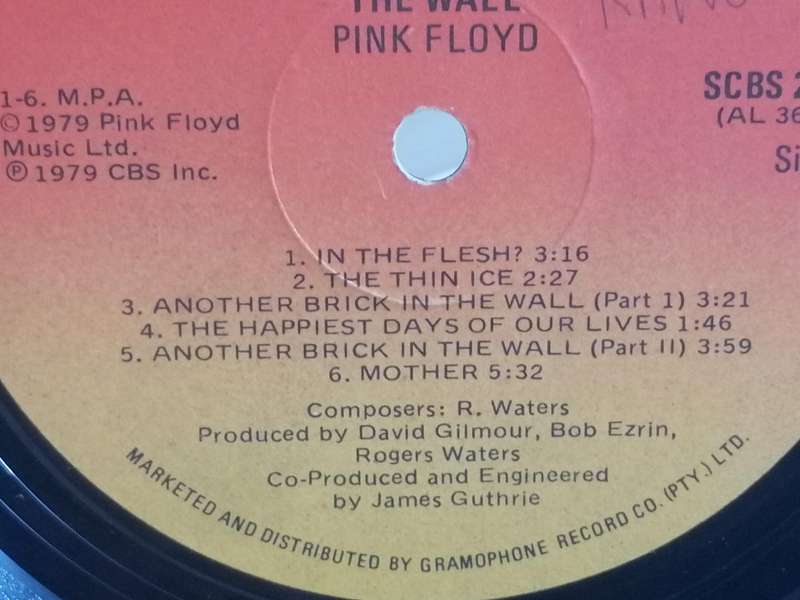 THE WALL
PINK FLOYD
1-6. M.P.A.
© 1979 Pink Floyd
Music Ltd.
℗ 1979 CBS Inc.
SCBS 2
(AL 36
Si
1. IN THE FLESH? 3:16
2. THE THIN ICE 2:27
3. ANOTHER BRICK IN THE WALL (Part 1) 3:21
4. THE HAPPIEST DAYS OF OUR LIVES 1:46
5. ANOTHER BRICK IN THE WALL (Part II) 3:59
6. MOTHER 5:32
Composers: R. Waters
Produced by David Gilmour, Bob Ezrin,
Rogers Waters
Co-Produced and Engineered
by James Guthrie
MARKETED AND DISTRIBUTED BY GRAMOPHONE RECORD CO. (PTY.) LTD.